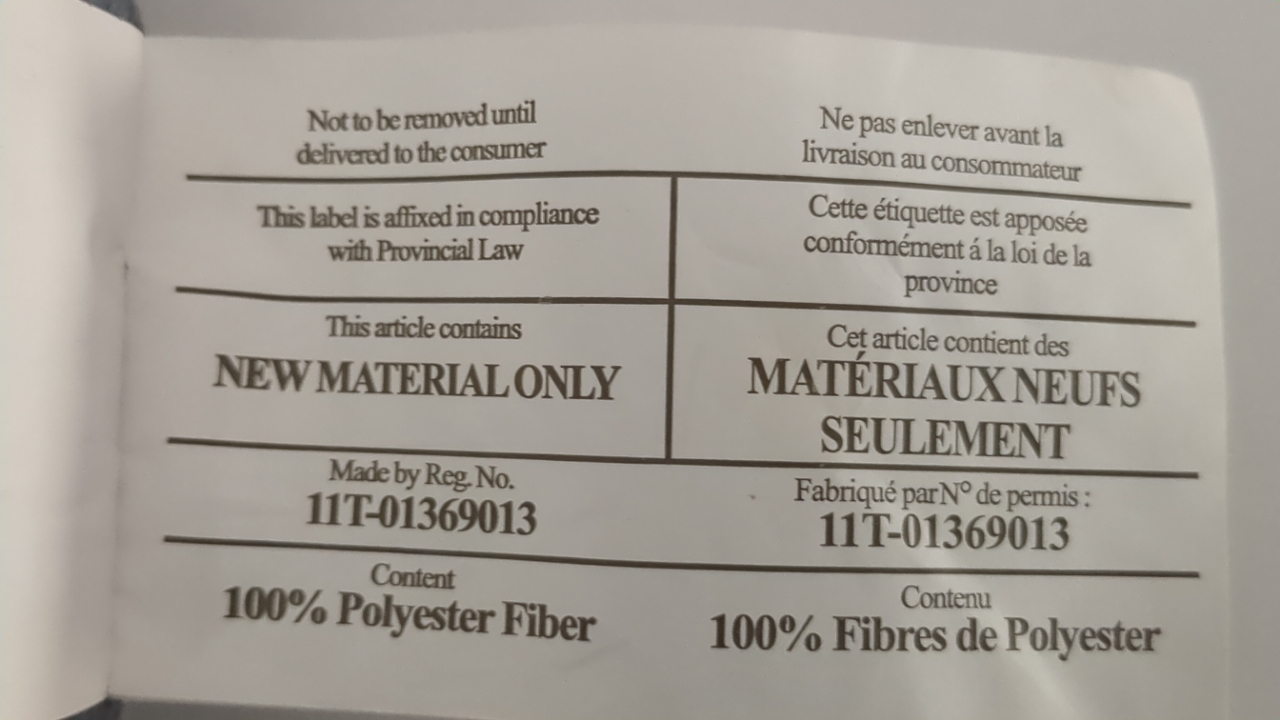 Not to be removed until
delivered to the consumer
Ne pas enlever avant la
livraison au consommateur
This label is affixed in compliance
with Provincial Law
Cette étiquette est apposée
conformément á la loi de la
province
This article contains
NEW MATERIAL ONLY
Cet article contient des
MATÉRIAUX NEUFS
SEULEMENT
Made by Reg. No.
11T-01369013
Fabriqué par N° de permis :
11T-01369013
Content
100% Polyester Fiber
Contenu
100% Fibres de Polyester